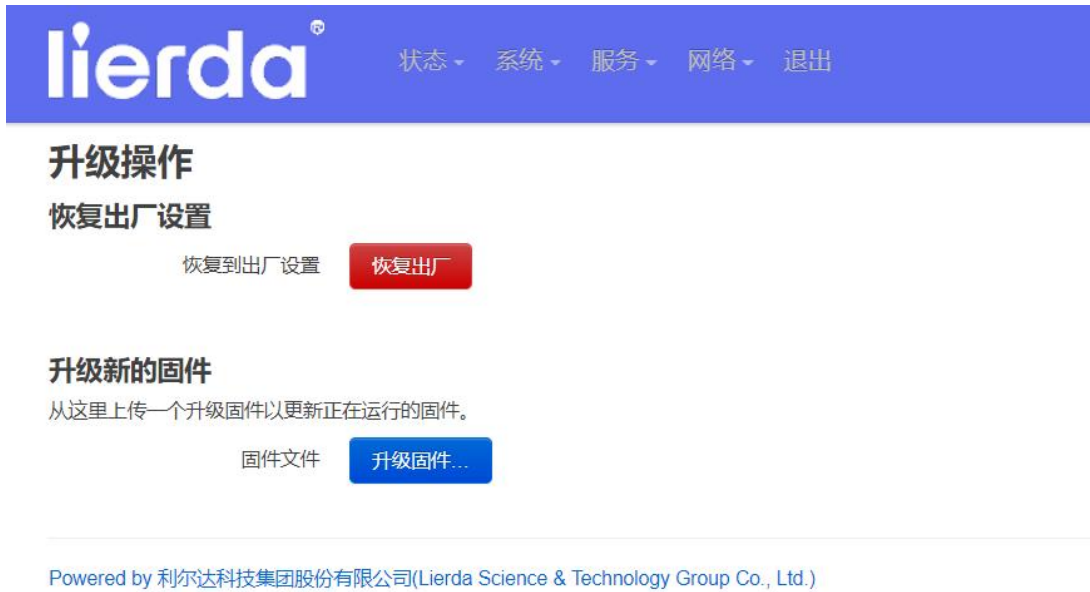 lierda®
状态 系统 服务 网络 退出
升级操作
恢复出厂设置
恢复到出厂设置 恢复出厂
升级新的固件
从这里上传一个升级固件以更新正在运行的固件。
固件文件 升级固件...
Powered by 利尔达科技集团股份有限公司(Lierda Science & Technology Group Co., Ltd.)